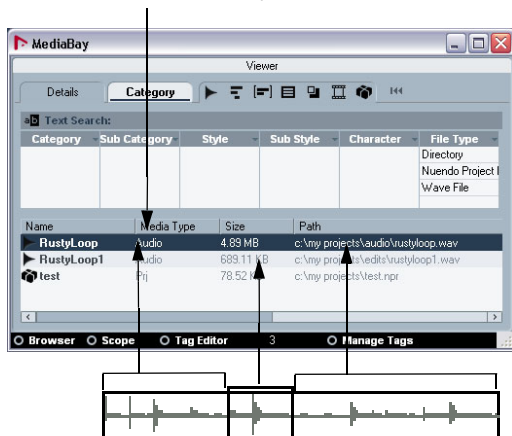 MediaBay
Viewer
Details Category
Text Search:
Category Sub Category Style Sub Style Character File Type
Directory
Nuendo Project
Wave File
Name Media Type Size Path
RustyLoop Audio 4.89 MB c:\my projects\audio\rustyloop.wav
RustyLoop1 Audio 689.11 KB c:\my projects\edits\rustyloop1.wav
test Prj 78.52 c:\my projects\test.npr
Browser Scope Tag Editor 3 Manage Tags